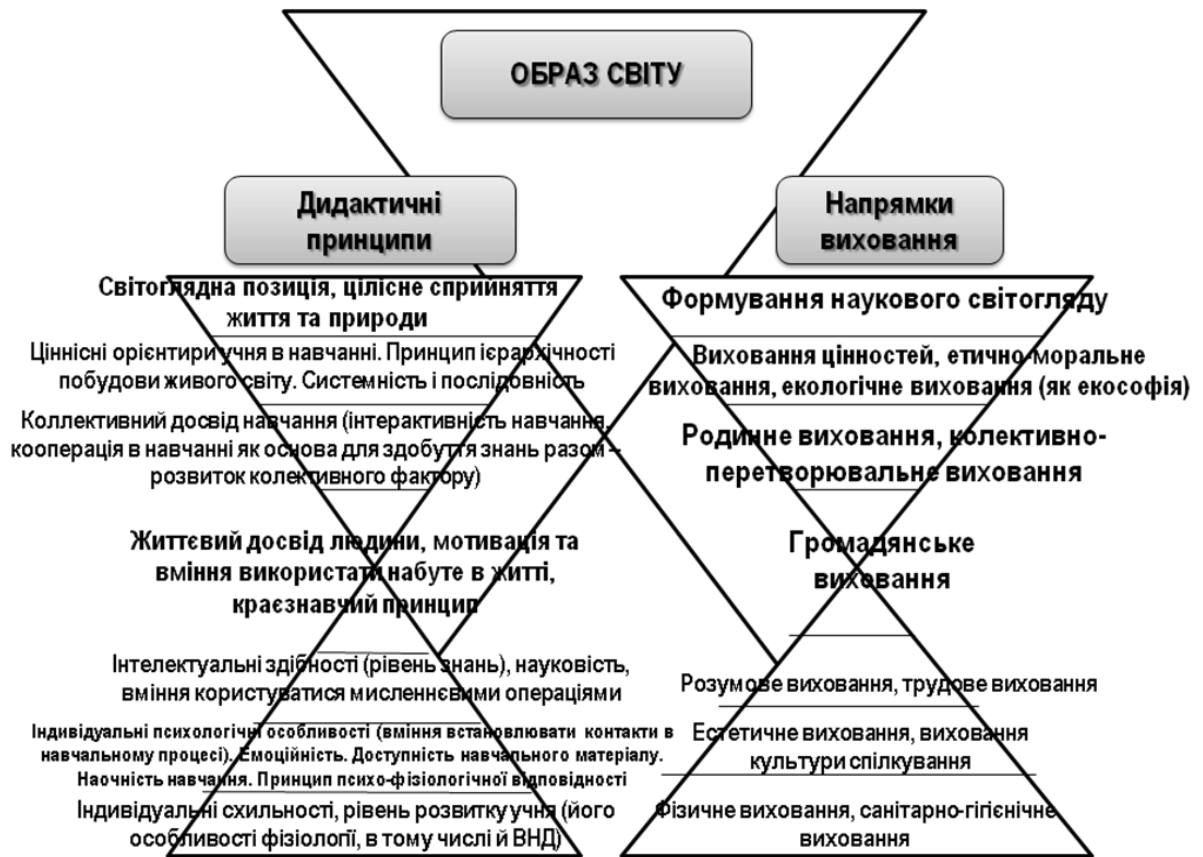 ОБРАЗ СВІТУ
Дидактичні
принципи
Світоглядна позиція, цілісне сприйняття
життя та природи
Ціннісні орієнтири учня в навчанні. Принцип ієрархічності
побудови живого світу. Системність і послідовність
Коллективний досвід навчання (інтерактивність навчання,
кооперація в навчанні як основа для здобуття знань разом –
розвиток колективного фактору)
Життєвий досвід людини, мотивація та
вміння використати набуте в житті,
краєзнавчий принцип
Інтелектуальні здібності (рівень знань), науковість,
вміння користуватися мисленнєвими операціями
Індивідуальні психологічні особливості (вміння встановлювати контакти в
навчальному процесі). Емоційність. Доступність навчального матеріалу.
Наочність навчання. Принцип психо-фізіологічної відповідності
Індивідуальні схильності, рівень розвитку учня (його
особливості фізіології, в тому числі й ВНД)
Напрямки
виховання
Формування наукового світогляду
Виховання цінностей, етично-моральне
виховання, екологічне виховання (як екософія)
Родинне виховання, колективно-
перетворювальне виховання
Громадянське
виховання
Розумове виховання, трудове виховання
Естетичне виховання, виховання
культури спілкування
Фізичне виховання, санітарно-гігієнічне
виховання